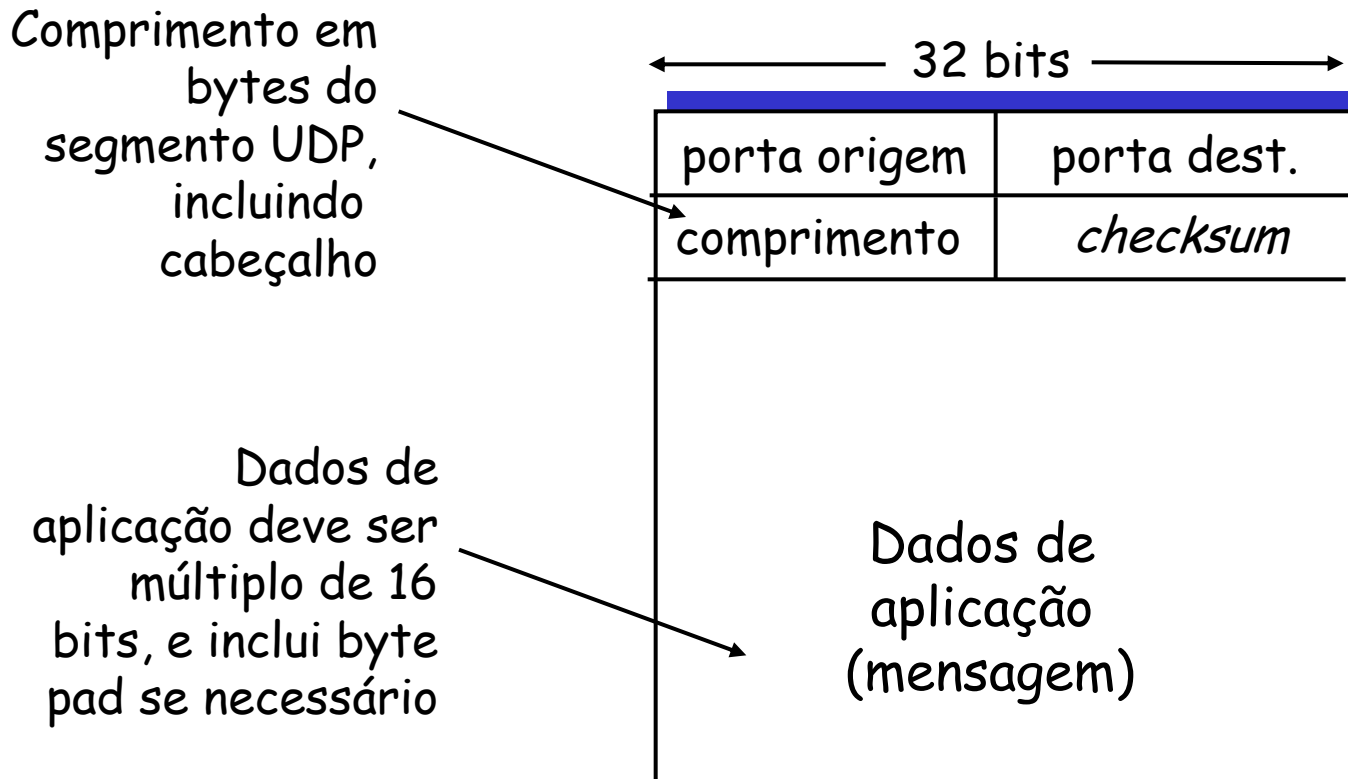 Comprimento em
bytes do
segmento UDP,
incluindo
cabeçalho
32 bits
porta origem
porta dest.
comprimento
checksum
Dados de
aplicação deve ser
múltiplo de 16
bits, e inclui byte
pad se necessário
Dados de
aplicação
(mensagem)